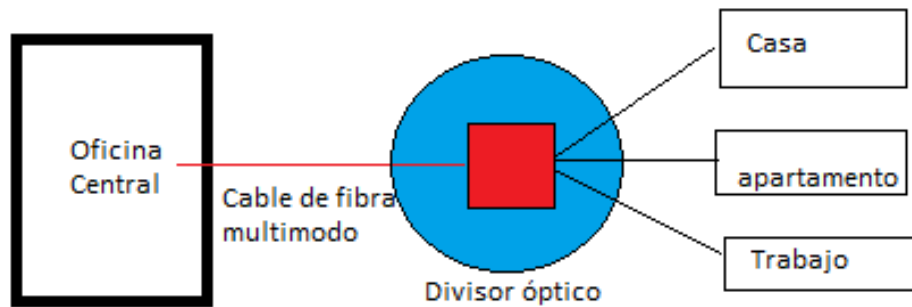 Oficina
Central
Cable de fibra
multimodo
Divisor óptico
Casa
apartamento
Trabajo